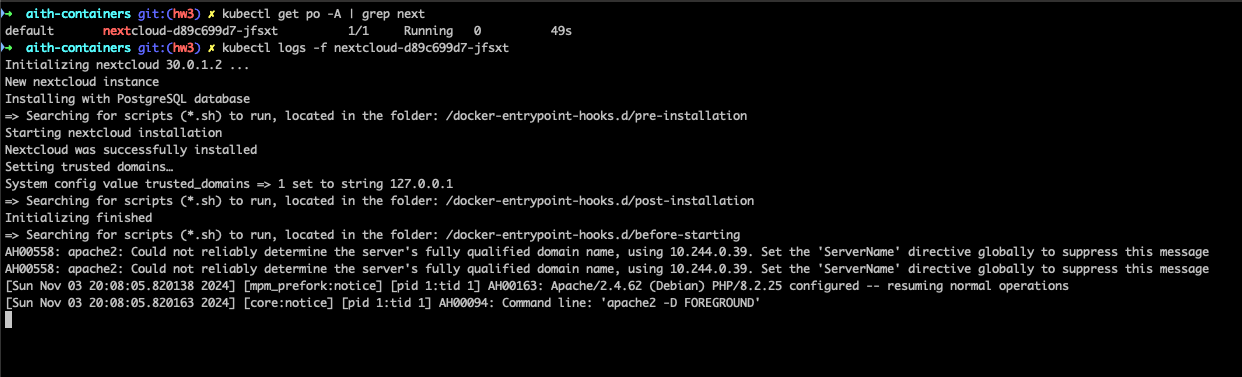 → aith-containers git:(hw3) ✗ kubectl get po -A | grep next
default nextcloud-d89c699d7-jfsxt 1/1 Running 0 49s
→ aith-containers git:(hw3) ✗ kubectl logs -f nextcloud-d89c699d7-jfsxt
Initializing nextcloud 30.0.1.2 ...
New nextcloud instance
Installing with PostgreSQL database
=> Searching for scripts (*.sh) to run, located in the folder: /docker-entrypoint-hooks.d/pre-installation
Starting nextcloud installation
Nextcloud was successfully installed
Setting trusted domains…
System config value trusted_domains => 1 set to string 127.0.0.1
=> Searching for scripts (*.sh) to run, located in the folder: /docker-entrypoint-hooks.d/post-installation
Initializing finished
=> Searching for scripts (*.sh) to run, located in the folder: /docker-entrypoint-hooks.d/before-starting
AH00558: apache2: Could not reliably determine the server's fully qualified domain name, using 10.244.0.39. Set the 'ServerName' directive globally to suppress this message
AH00558: apache2: Could not reliably determine the server's fully qualified domain name, using 10.244.0.39. Set the 'ServerName' directive globally to suppress this message
[Sun Nov 03 20:08:05.820138 2024] [mpm_prefork:notice] [pid 1:tid 1] AH00163: Apache/2.4.62 (Debian) PHP/8.2.25 configured -- resuming normal operations
[Sun Nov 03 20:08:05.820163 2024] [core:notice] [pid 1:tid 1] AH00094: Command line: 'apache2 -D FOREGROUND'